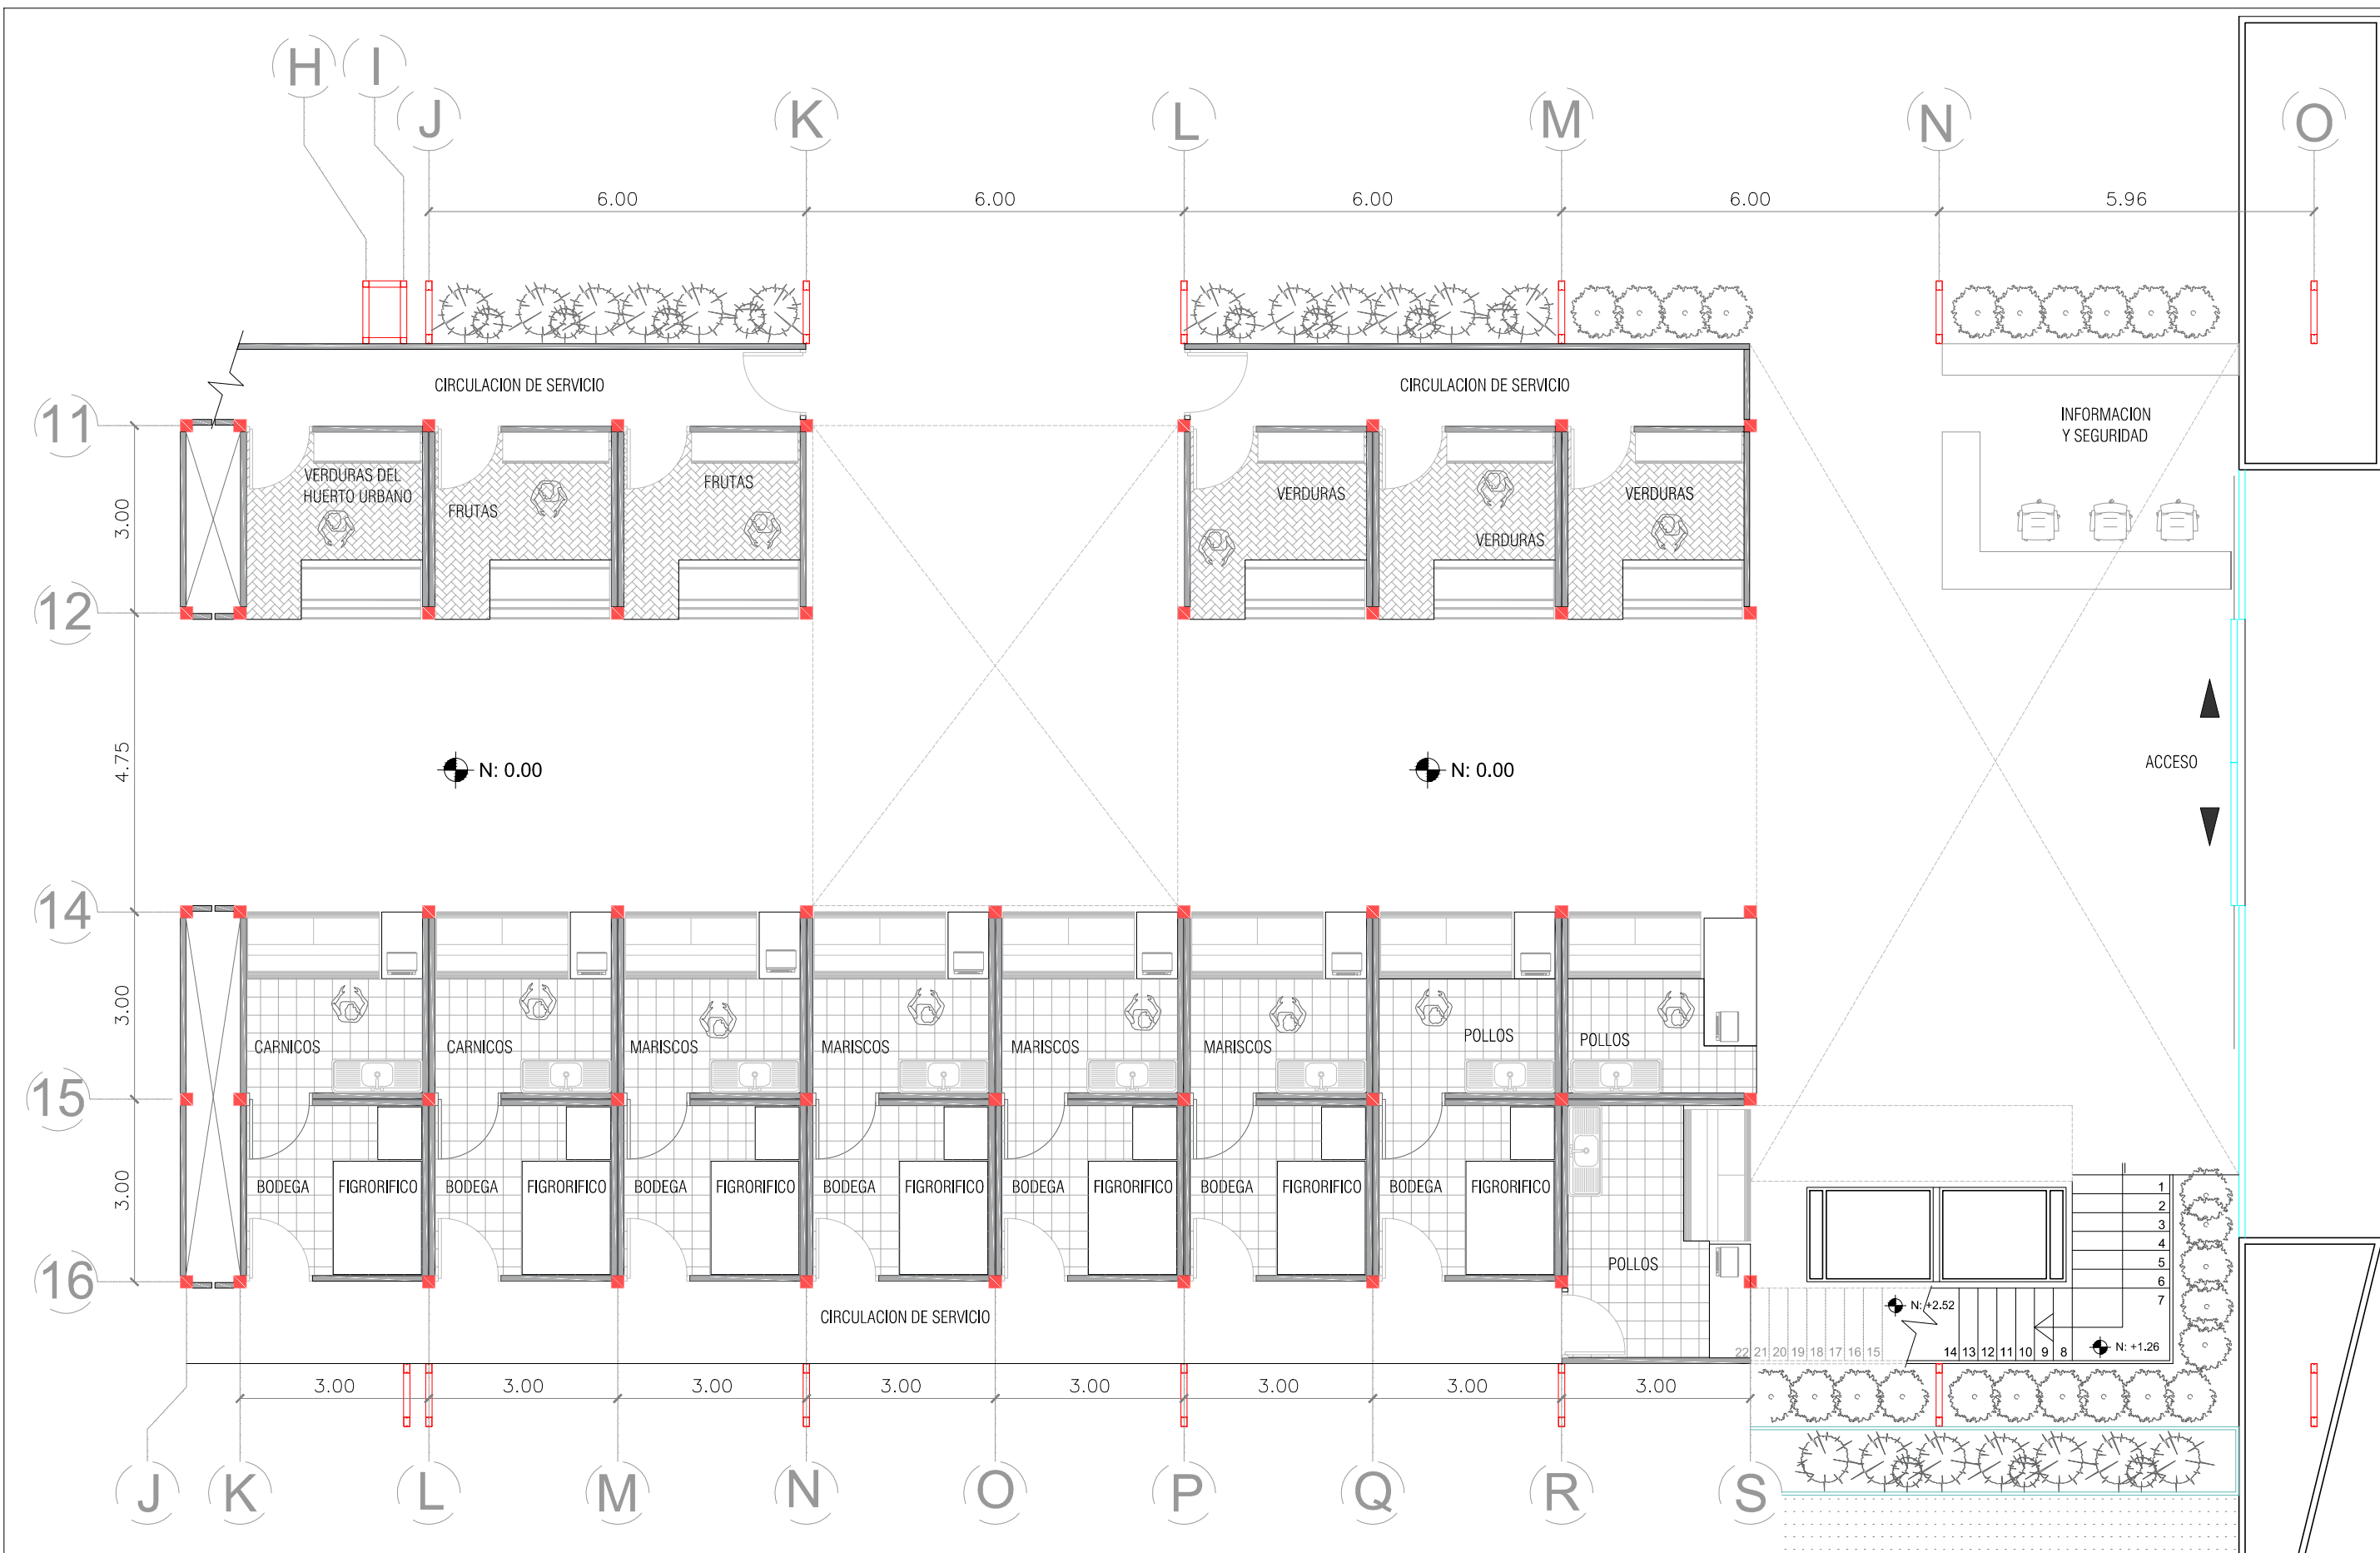 H I
J K L M N O
6.00 6.00 6.00 6.00 5.96
CIRCULACION DE SERVICIO CIRCULACION DE SERVICIO
11
INFORMACION
Y SEGURIDAD
3.00
VERDURAS DEL
HUERTO URBANO
FRUTAS
FRUTAS
VERDURAS
VERDURAS
VERDURAS
12
4.75
N: 0.00 N: 0.00
ACCESO
14
3.00
CARNICOS CARNICOS MARISCOS MARISCOS MARISCOS MARISCOS POLLOS POLLOS
15
3.00
BODEGA FIGRORIFICO BODEGA FIGRORIFICO BODEGA FIGRORIFICO BODEGA FIGRORIFICO BODEGA FIGRORIFICO BODEGA FIGRORIFICO BODEGA FIGRORIFICO
POLLOS
1
2
3
4
5
6
7
16
CIRCULACION DE SERVICIO
N: +2.52
N: +1.26
22 21 20 19 18 17 16 15 14 13 12 11 10 9 8
3.00 3.00 3.00 3.00 3.00 3.00 3.00 3.00
J K L M N O P Q R S